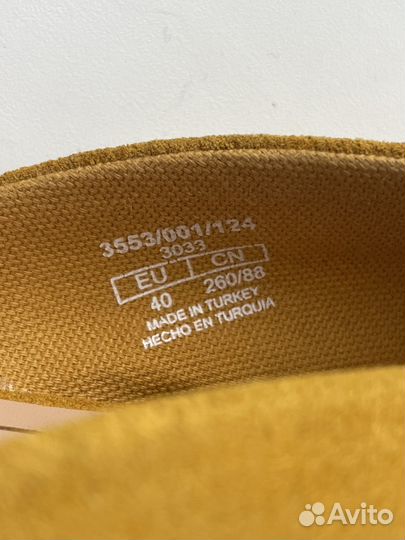 3553/001/124
3033
EU CN
40 260/88
MADE IN TURKEY
HECHO EN TURQUIA
Avito